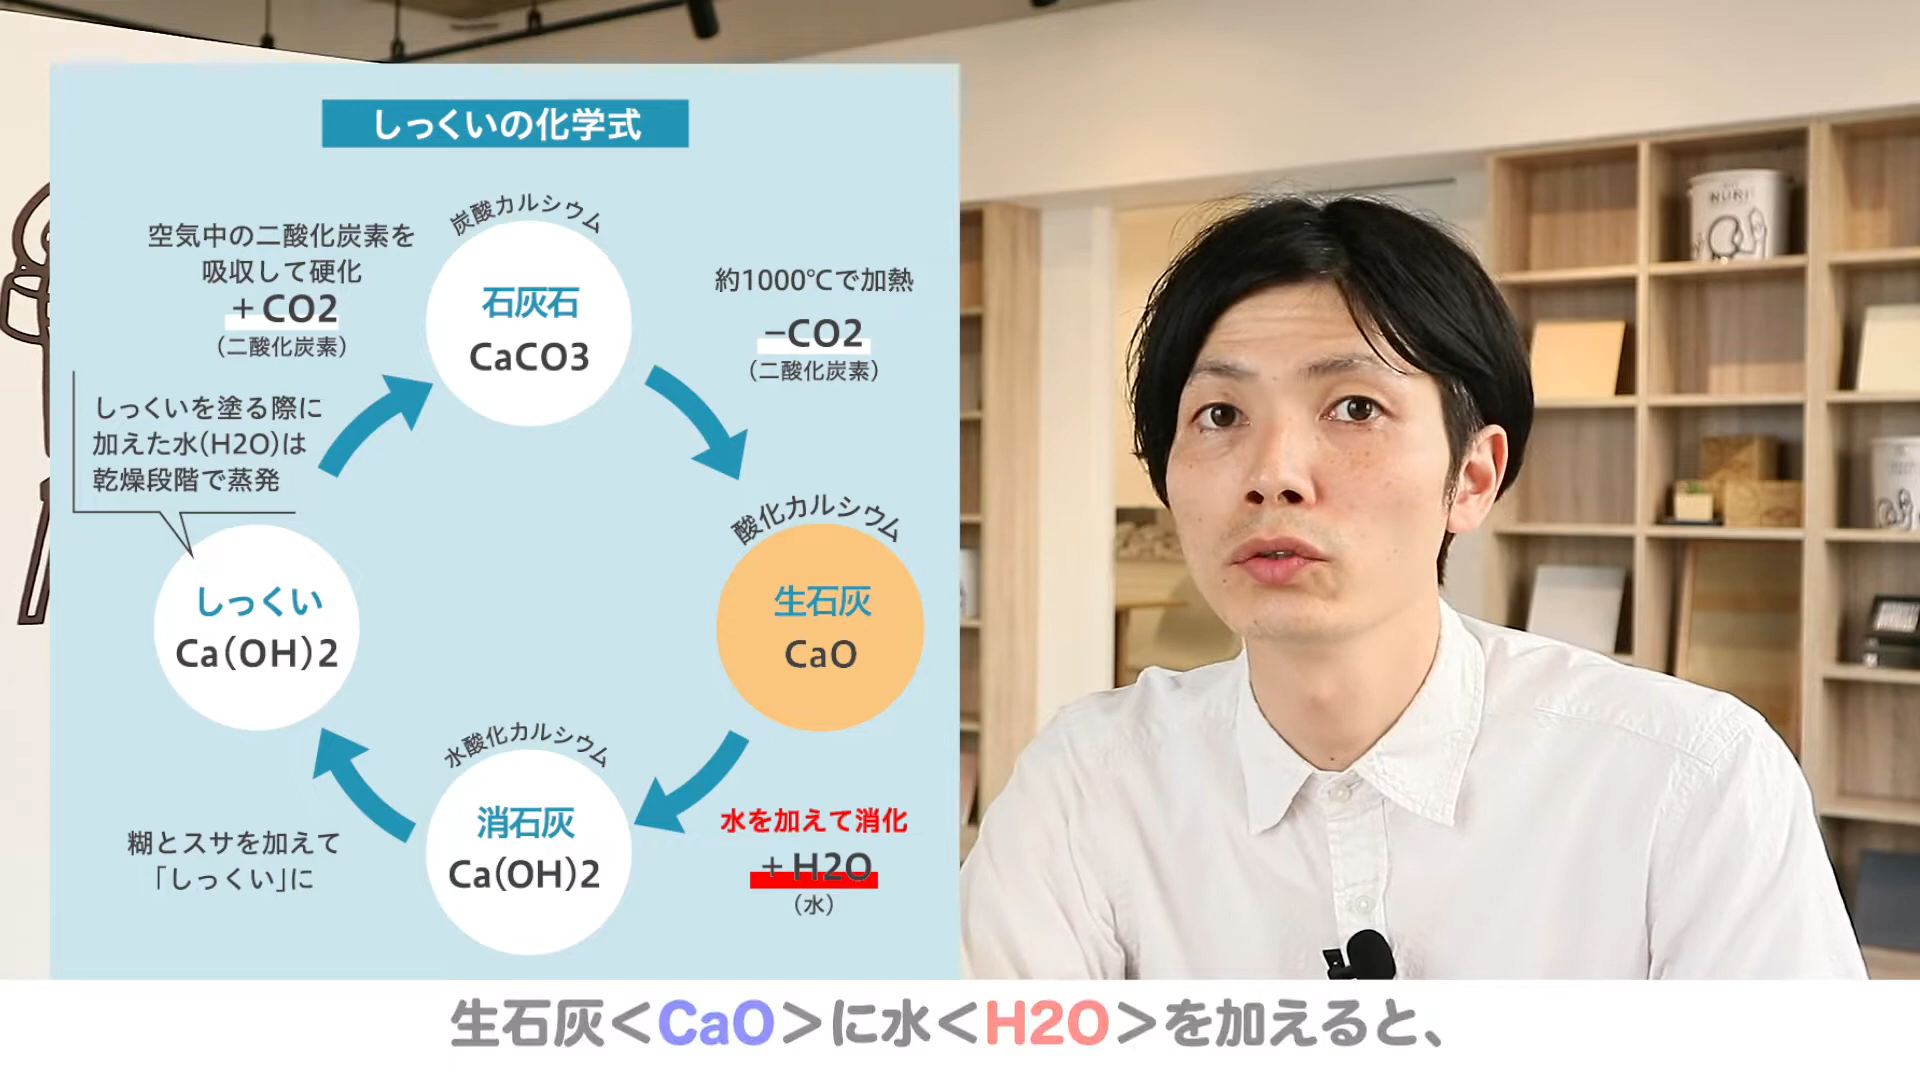 しっくいの化学式
炭酸カルシウム
石灰石
CaCO3
約1000℃で加熱
−CO2
（二酸化炭素）
酸化カルシウム
生石灰
CaO
水を加えて消化
＋H2O
（水）
水酸化カルシウム
消石灰
Ca(OH)2
糊とスサを加えて
「しっくい」に
しっくい
Ca(OH)2
しっくいを塗る際に
加えた水(H2O)は
乾燥段階で蒸発
空気中の二酸化炭素を
吸収して硬化
＋CO2
（二酸化炭素）
NURI
生石灰＜CaO＞に水＜H2O＞を加えると、